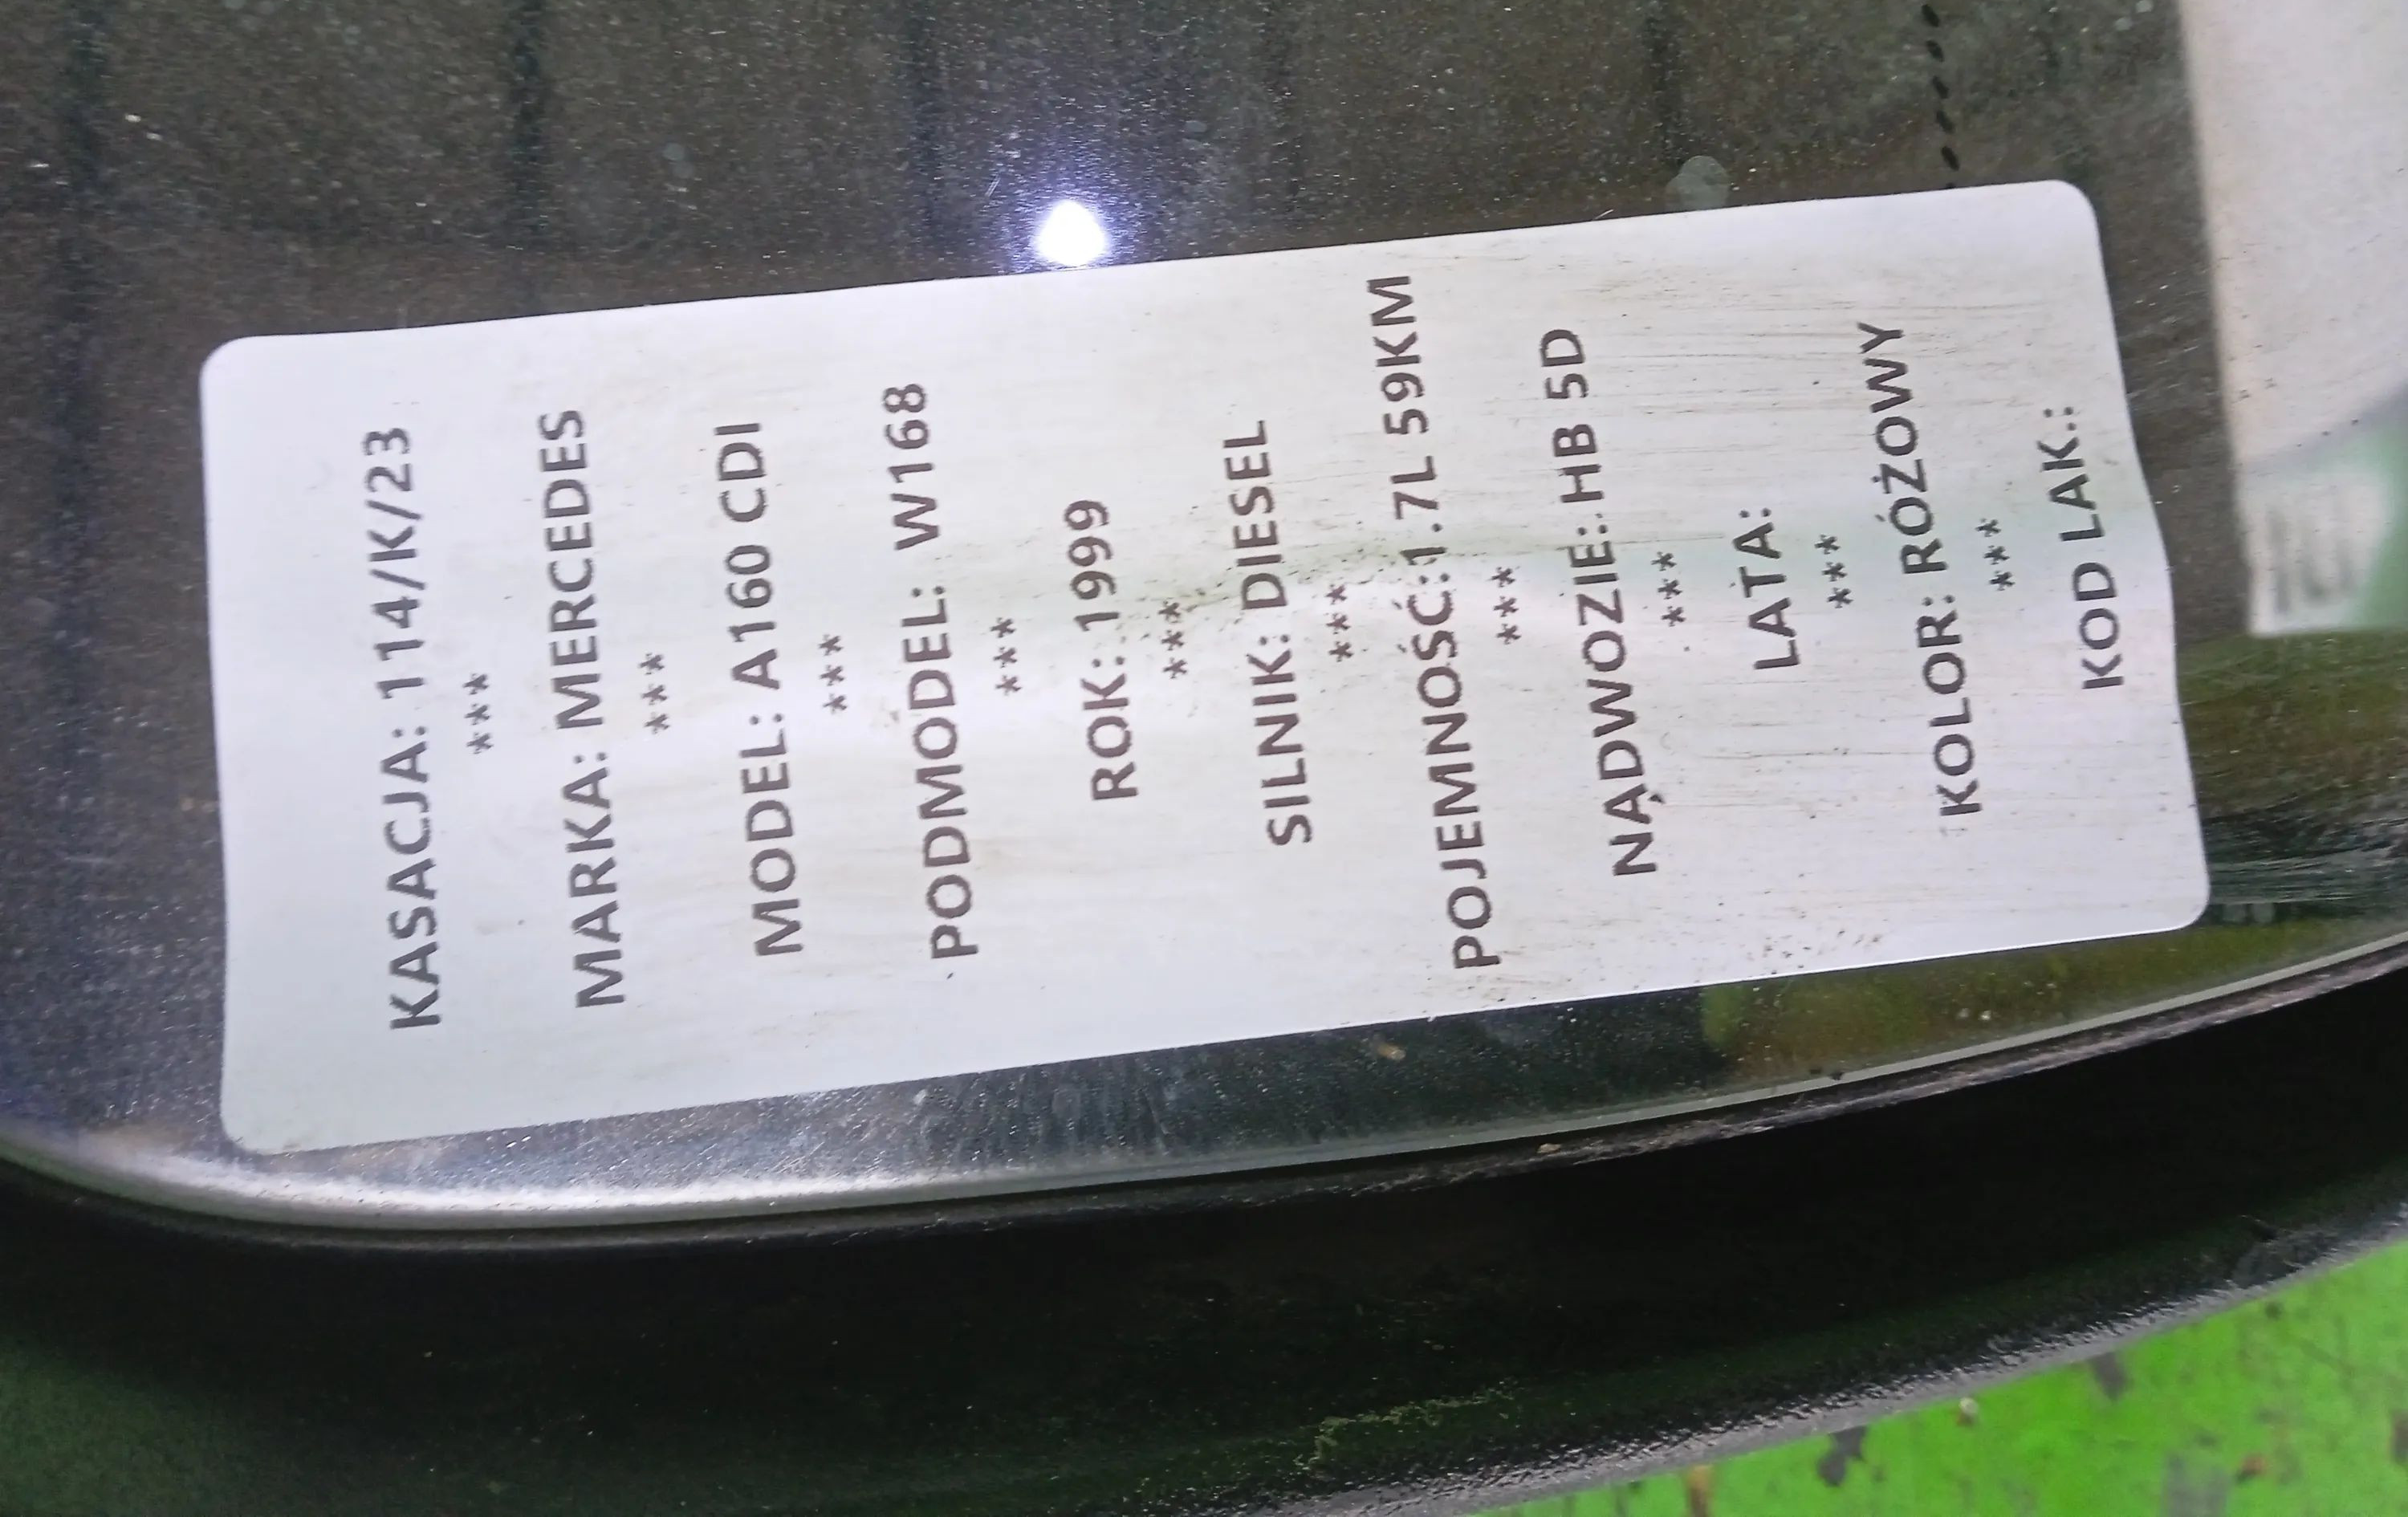 KASACJA: 114/K/23
***
MARKA: MERCEDES
***
MODEL: A160 CDI
***
PODMODEL: W168
***
ROK: 1999
***
SILNIK: DIESEL
***
POJEMNOŚĆ:1.7L 59KM
***
NADWOZIE: HB 5D
***
LATA:
***
KOLOR: RÓŻOWY
***
KOD LAK.: